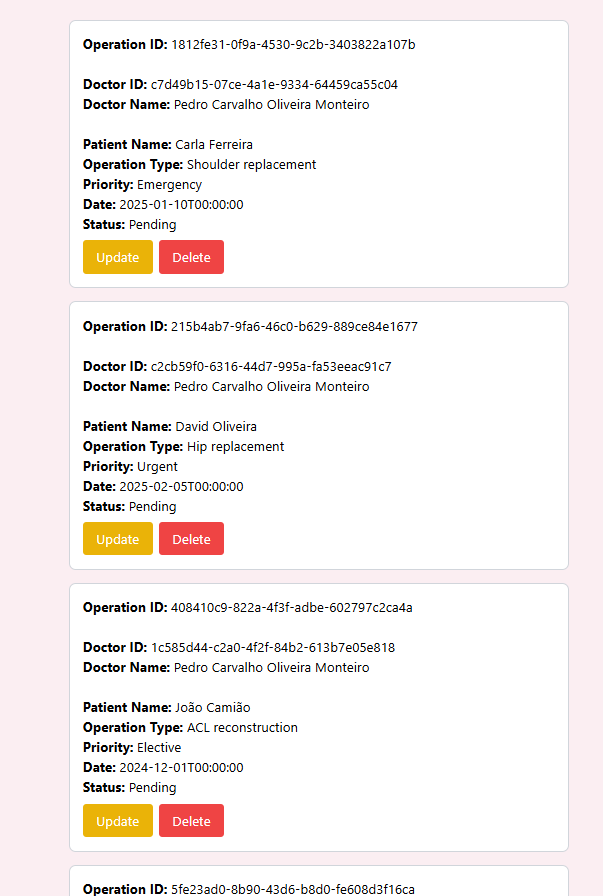 Operation ID: 1812fe31-0f9a-4530-9c2b-3403822a107b
Doctor ID: c7d49b15-07ce-4a1e-9334-64459ca55c04
Doctor Name: Pedro Carvalho Oliveira Monteiro
Patient Name: Carla Ferreira
Operation Type: Shoulder replacement
Priority: Emergency
Date: 2025-01-10T00:00:00
Status: Pending
Update Delete
Operation ID: 215b4ab7-9fa6-46c0-b629-889ce84e1677
Doctor ID: c2cb59f0-6316-44d7-995a-fa53eeac91c7
Doctor Name: Pedro Carvalho Oliveira Monteiro
Patient Name: David Oliveira
Operation Type: Hip replacement
Priority: Urgent
Date: 2025-02-05T00:00:00
Status: Pending
Update Delete
Operation ID: 408410c9-822a-4f3f-adbe-602797c2ca4a
Doctor ID: 1c585d44-c2a0-4f2f-84b2-613b7e05e818
Doctor Name: Pedro Carvalho Oliveira Monteiro
Patient Name: João Camião
Operation Type: ACL reconstruction
Priority: Elective
Date: 2024-12-01T00:00:00
Status: Pending
Update Delete
Operation ID: 5fe23ad0-8b90-43d6-b8d0-fe608d3f16ca